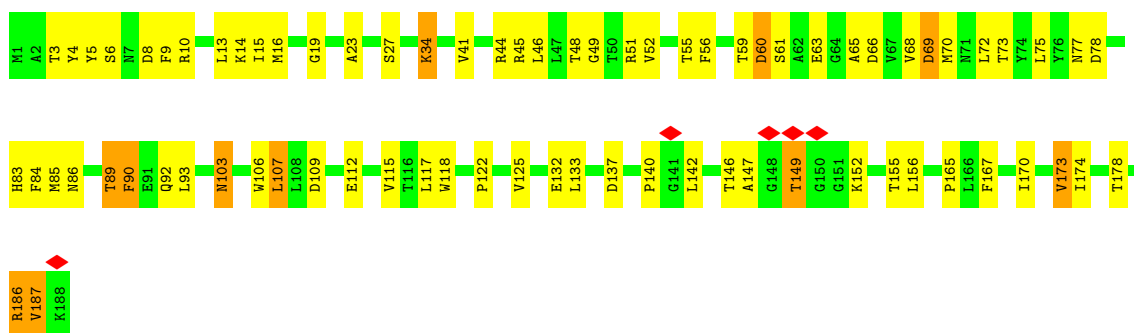 M1 A2 T3 Y4 Y5 S6 N7 D8 F9 R10 L13 K14 I15 M16 G19 A23 S27 K34 V41 R44 R45 L46 L47 T48 G49 T50 R51 V52 T55 F56 T59 D60 S61 A62 E63 G64 A65 D66 V67 V68 D69 M70 N71 L72 T73 Y74 L75 Y76 N77 D78
H83 F84 M85 N86 T89 F90 E91 Q92 L93 N103 W106 L107 L108 D109 E112 V115 T116 L117 W118 P122 V125 E132 L133 D137 P140 G141 L142 T146 A147 G148 T149 G150 G151 K152 T155 L156 P165 L166 F167 I170 V173 I174 T178
R186 V187 K188